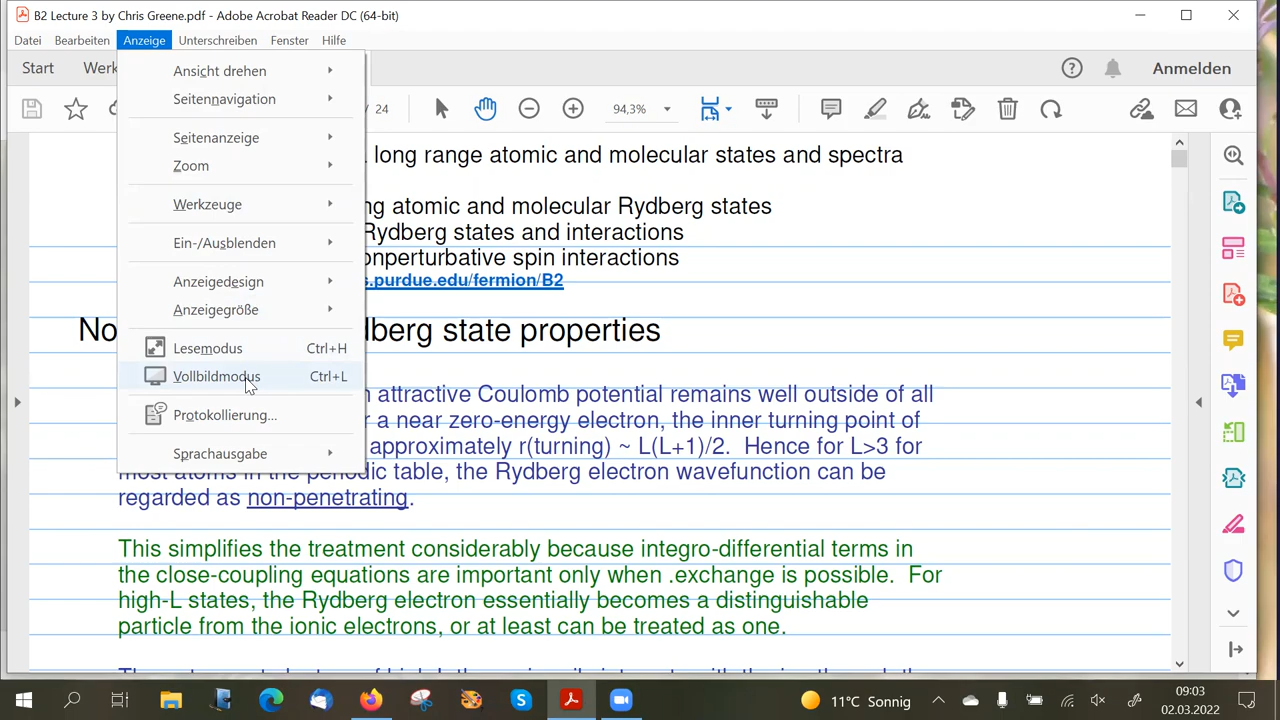 B2 Lecture 3 by Chris Greene.pdf - Adobe Acrobat Reader DC (64-bit)
Datei Bearbeiten Anzeige Unterschreiben Fenster Hilfe
Start Werk Anmelden
/ 24 94,3%
Ansicht drehen
Seitennavigation
Seitenanzeige
Zoom
Werkzeuge
Ein-/Ausblenden
Anzeigedesign
Anzeigegröße
Lesemodus Ctrl+H
Vollbildmodus Ctrl+L
Protokollierung...
Sprachausgabe
long range atomic and molecular states and spectra
ng atomic and molecular Rydberg states
Rydberg states and interactions
onperturbative spin interactions
s.purdue.edu/fermion/B2
No dberg state properties
attractive Coulomb potential remains well outside of all
r a near zero-energy electron, the inner turning point of
approximately r(turning) ~ L(L+1)/2. Hence for L>3 for
most atoms in the periodic table, the Rydberg electron wavefunction can be
regarded as non-penetrating.
This simplifies the treatment considerably because integro-differential terms in
the close-coupling equations are important only when .exchange is possible. For
high-L states, the Rydberg electron essentially becomes a distinguishable
particle from the ionic electrons, or at least can be treated as one.
11°C Sonnig
09:03
02.03.2022